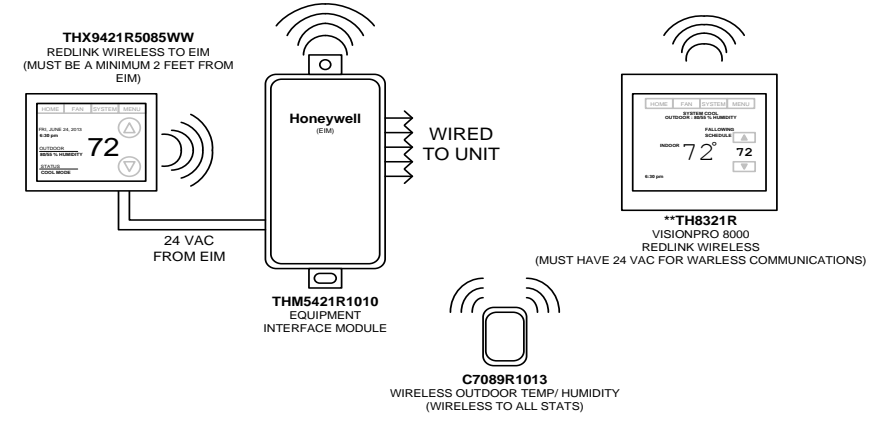 THX9421R5085WW
REDLINK WIRELESS TO EIM
(MUST BE A MINIMUM 2 FEET FROM
EIM)
HOME FAN SYSTEM MENU
FRI, JUNE 24, 2013
6:30 pm
72
OUTDOOR
80/55 % HUMIDITY
STATUS
COOL MODE
24 VAC
FROM EIM
Honeywell
(EIM)
WIRED
TO UNIT
THM5421R1010
EQUIPMENT
INTERFACE MODULE
HOME FAN SYSTEM MENU
SYSTEM COOL
OUTDOOR : 80/55 % HUMIDITY
FALLOWING
SCHEDULE
INDOOR 72° 72
6:30 pm
**TH8321R
VISIONPRO 8000
REDLINK WIRELESS
(MUST HAVE 24 VAC FOR WARLESS COMMUNICATIONS)
C7089R1013
WIRELESS OUTDOOR TEMP/ HUMIDITY
(WIRELESS TO ALL STATS)